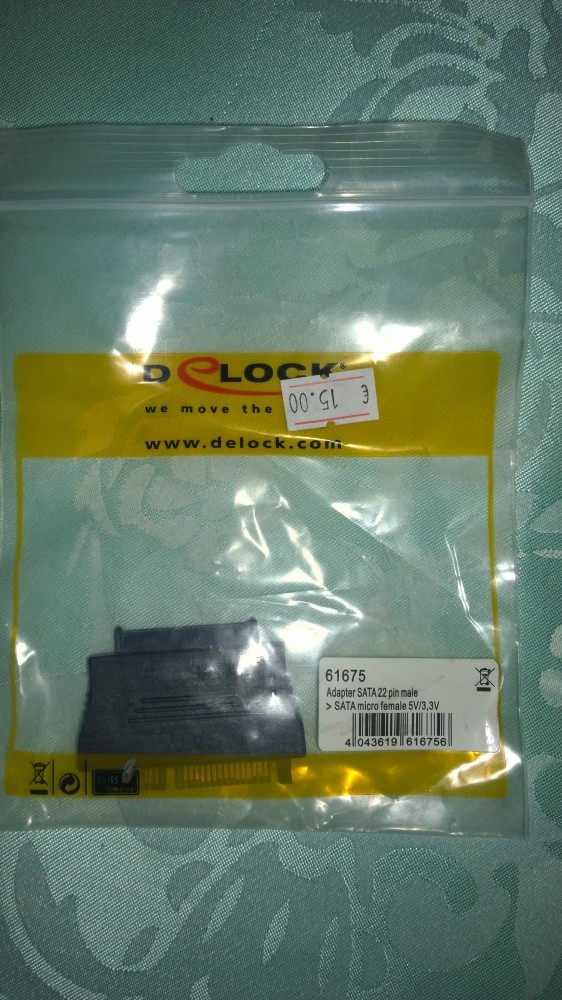 DELOCK®
we move the
€ 15.00
www.delock.com
61675
Adapter SATA 22 pin male
> SATA micro female 5V/3,3V
4 043619 616756